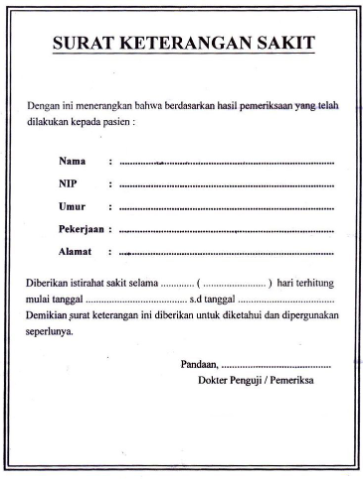 SURAT KETERANGAN SAKIT
Dengan ini menerangkan bahwa berdasarkan hasil pemeriksaan yang telah
dilakukan kepada pasien :
Nama : ..............................................................
NIP : ..............................................................
Umur : ..............................................................
Pekerjaan : ..............................................................
Alamat : ..............................................................
Diberikan istirahat sakit selama ............. ( ....................... ) hari terhitung
mulai tanggal ................................... s.d tanggal .................................
Demikian surat keterangan ini diberikan untuk diketahui dan dipergunakan
seperlunya.
Pandaan, ......................................
Dokter Penguji / Pemeriksa